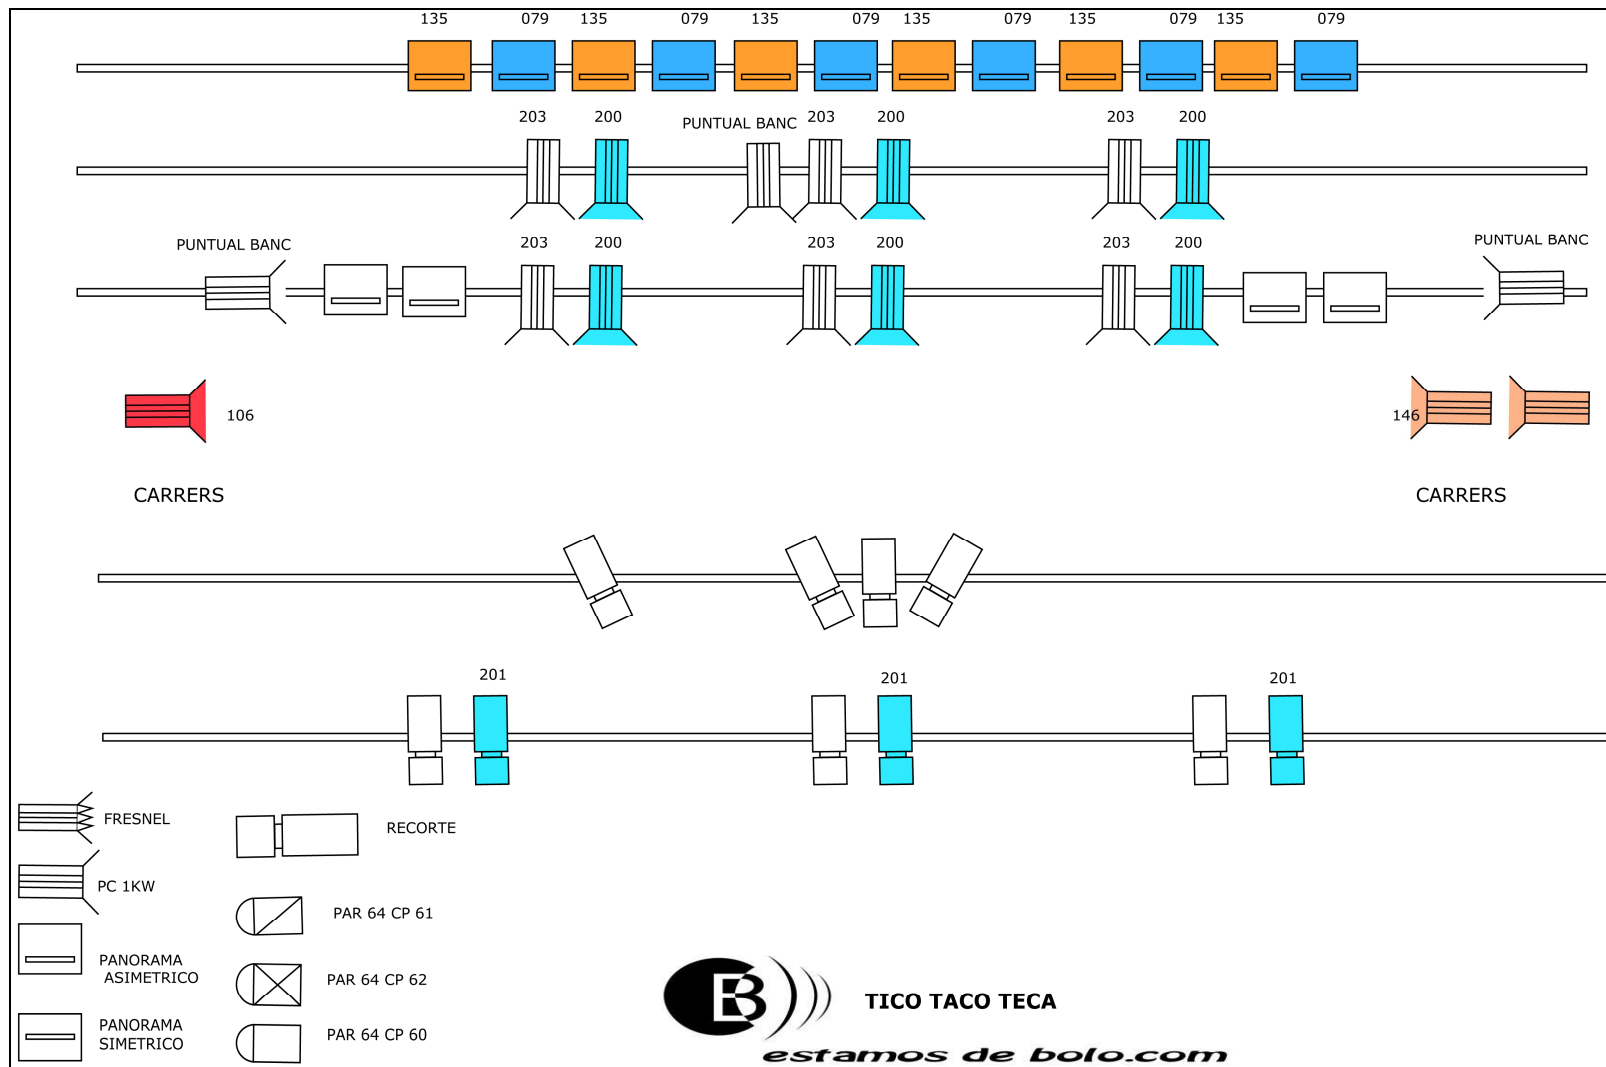 135 079 135 079 135 079 135 079 135 079 135 079
203 200 PUNTUAL BANC 203 200 203 200
PUNTUAL BANC 203 200 203 200 203 200 PUNTUAL BANC
106 146
CARRERS CARRERS
201 201 201
FRESNEL
PC 1KW
PANORAMA
ASIMETRICO
PANORAMA
SIMETRICO
RECORTE
PAR 64 CP 61
PAR 64 CP 62
PAR 64 CP 60
EB
TICO TACO TECA
estamos de bolo.com